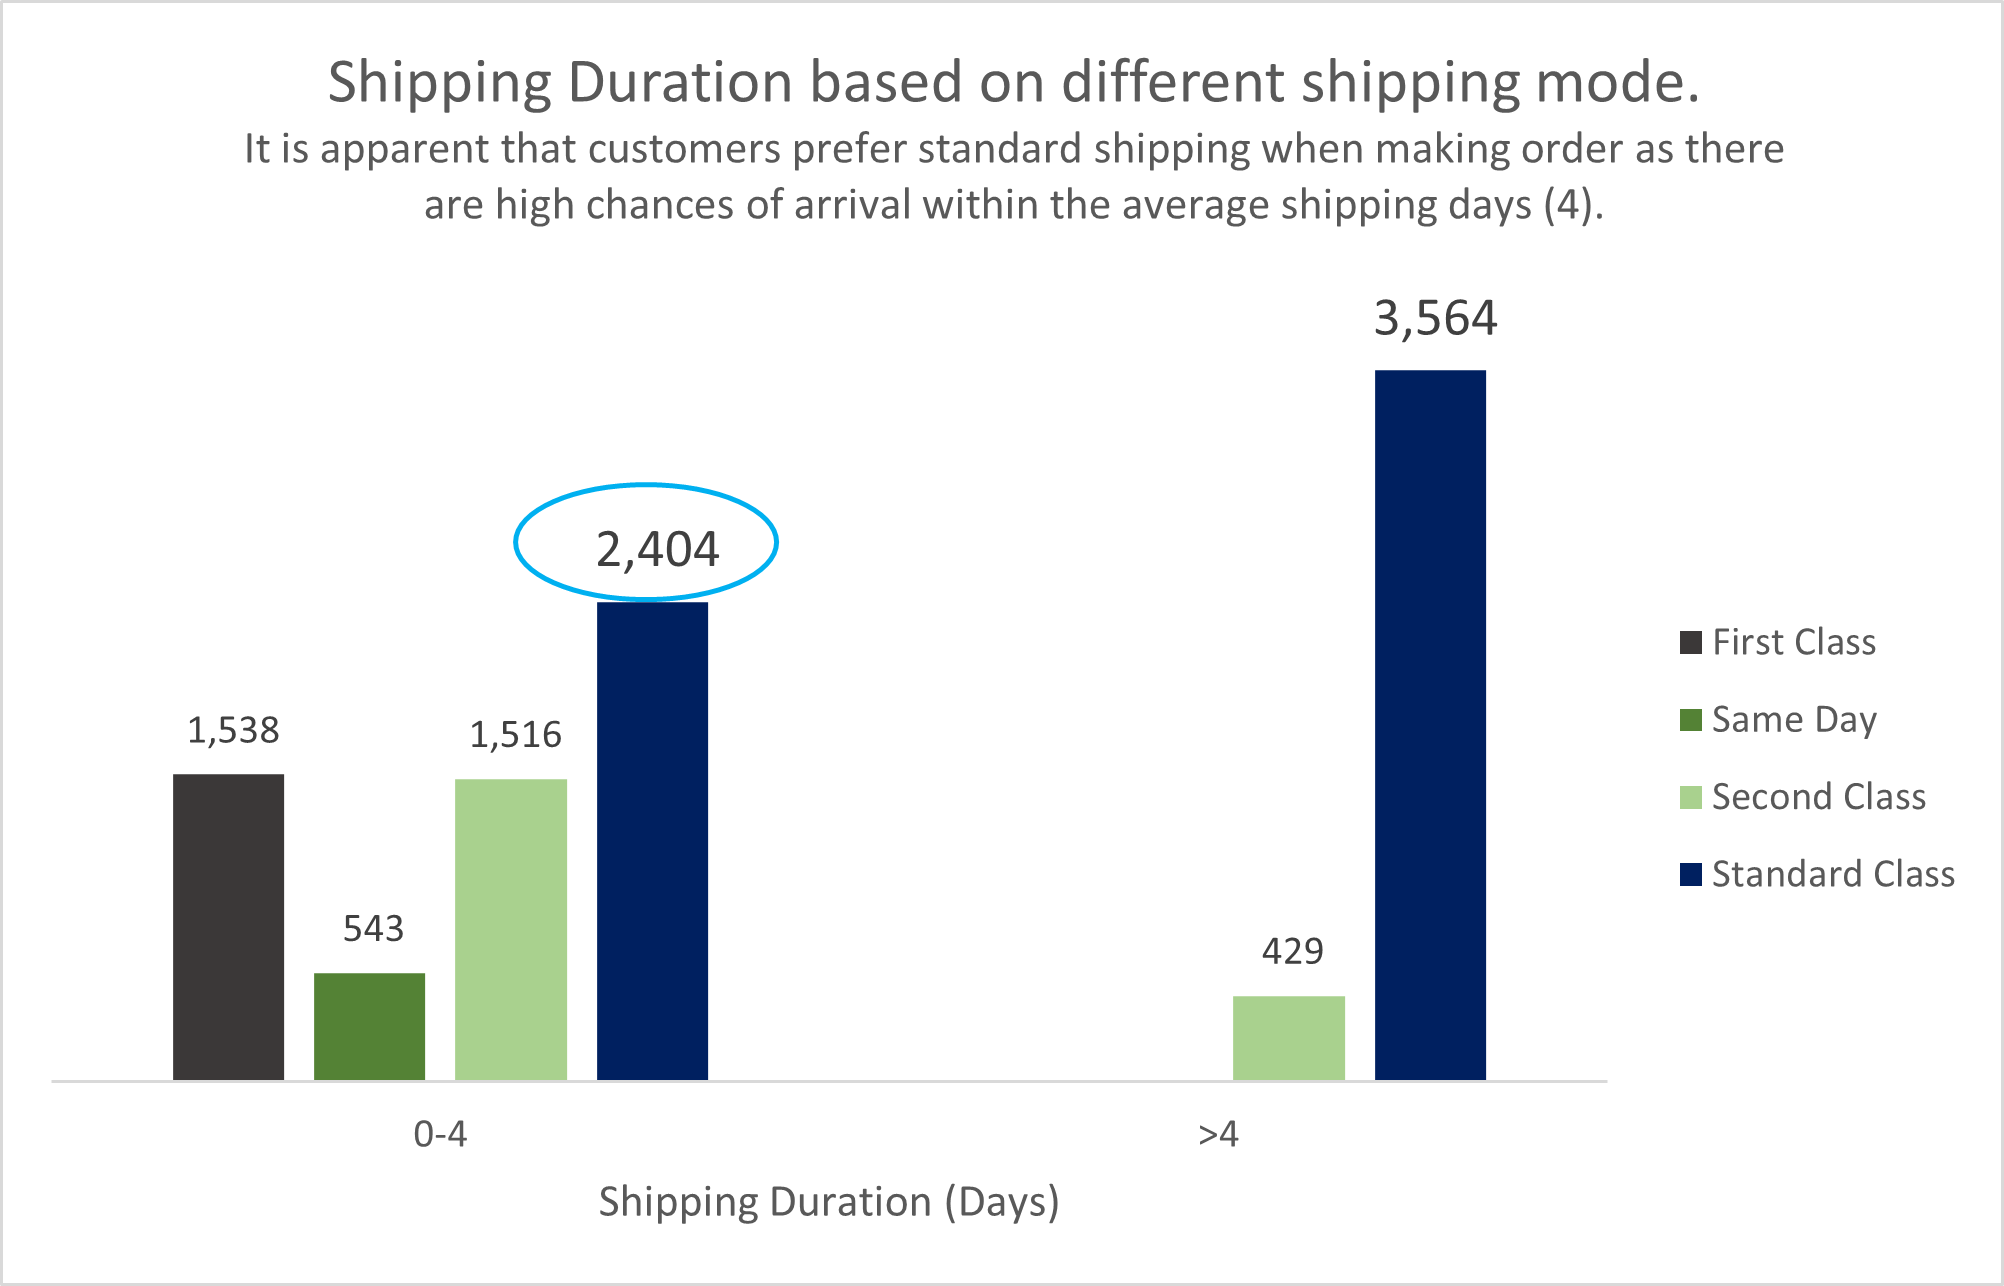 Shipping Duration based on different shipping mode.
It is apparent that customers prefer standard shipping when making order as there
are high chances of arrival within the average shipping days (4).
3,564
2,404
1,538
1,516
543
429
First Class
Same Day
Second Class
Standard Class
0-4
>4
Shipping Duration (Days)